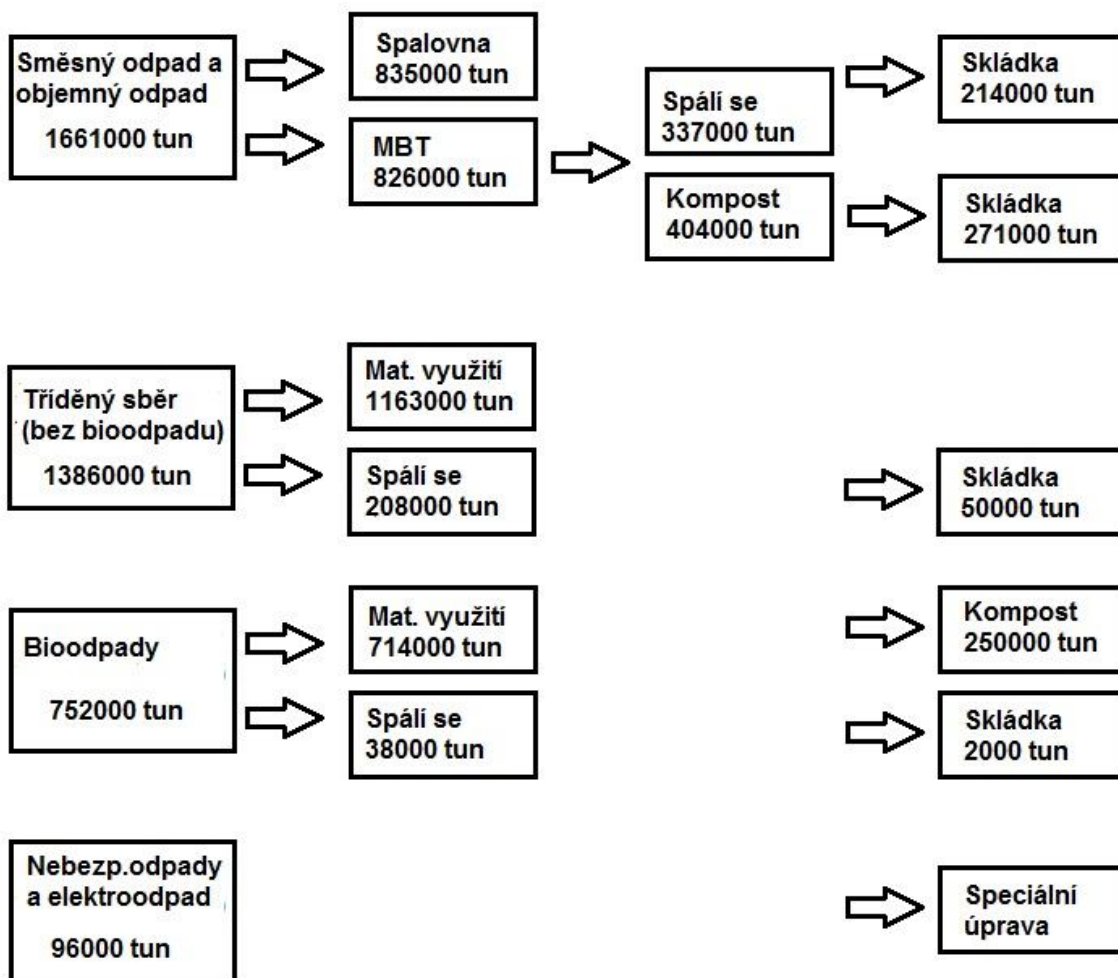 Směsný odpad a
objemný odpad
1661000 tun
Spalovna
835000 tun
MBT
826000 tun
Spálí se
337000 tun
Kompost
404000 tun
Skládka
214000 tun
Skládka
271000 tun
Tříděný sběr
(bez bioodpadu)
1386000 tun
Mat. využití
1163000 tun
Spálí se
208000 tun
Skládka
50000 tun
Bioodpady
752000 tun
Mat. využití
714000 tun
Spálí se
38000 tun
Kompost
250000 tun
Skládka
2000 tun
Nebezp.odpady
a elektroodpad
96000 tun
Speciální
úprava